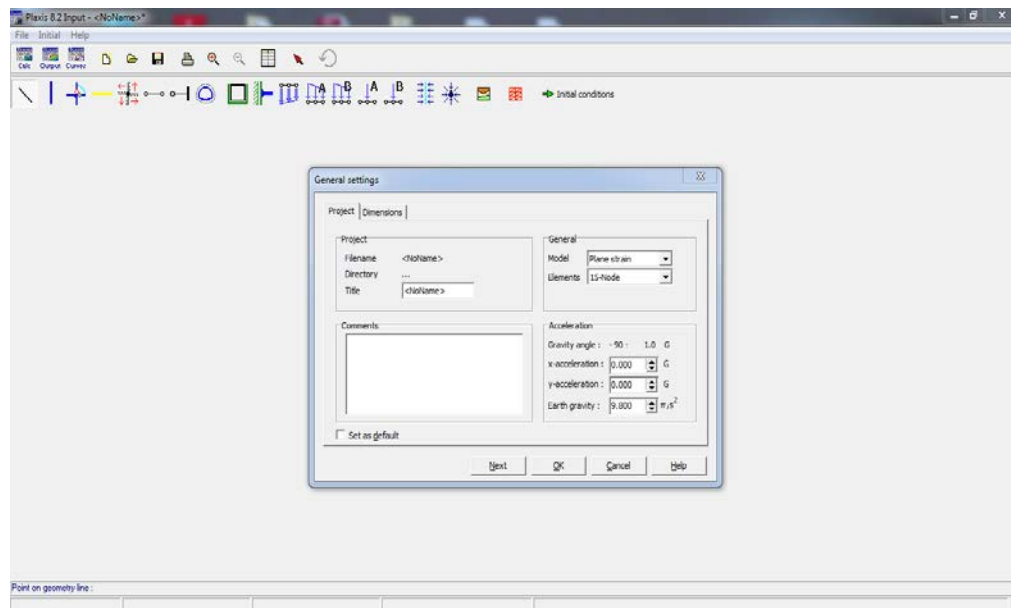 Plaxis 8.2 Input - <NoName>*
File Initial Help
Calc Output Curves
A B A B
Initial conditions
General settings
Project Dimensions
Project
Filename <NoName>
Directory ...
Title <NoName>
General
Model Plane strain
Elements 15-Node
Comments
Acceleration
Gravity angle : - 90 : 1.0 G
x-acceleration : 0.000 G
y-acceleration : 0.000 G
Earth gravity : 9.800 m/s²
Set as default
Next OK Cancel Help
Point on geometry line :